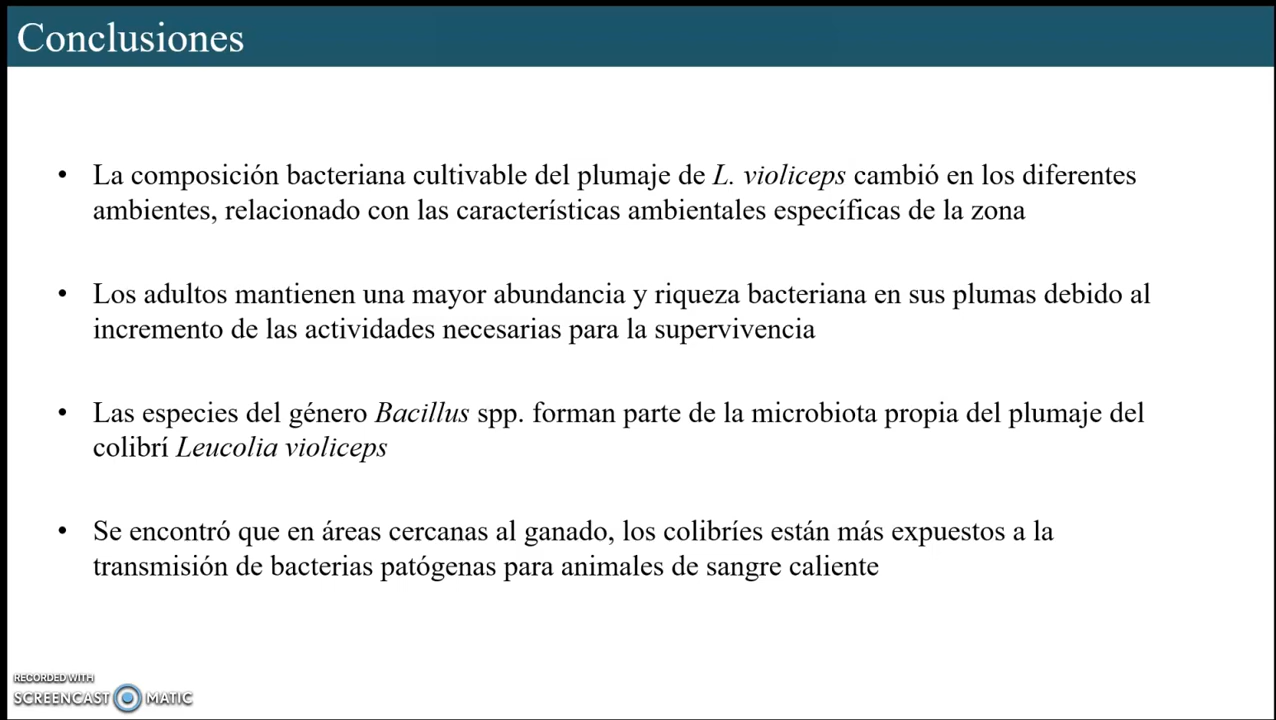 Conclusiones
• La composición bacteriana cultivable del plumaje de L. violiceps cambió en los diferentes
ambientes, relacionado con las características ambientales específicas de la zona
• Los adultos mantienen una mayor abundancia y riqueza bacteriana en sus plumas debido al
incremento de las actividades necesarias para la supervivencia
• Las especies del género Bacillus spp. forman parte de la microbiota propia del plumaje del
colibrí Leucolia violiceps
• Se encontró que en áreas cercanas al ganado, los colibríes están más expuestos a la
transmisión de bacterias patógenas para animales de sangre caliente
RECORDED WITH
SCREENCAST MATIC